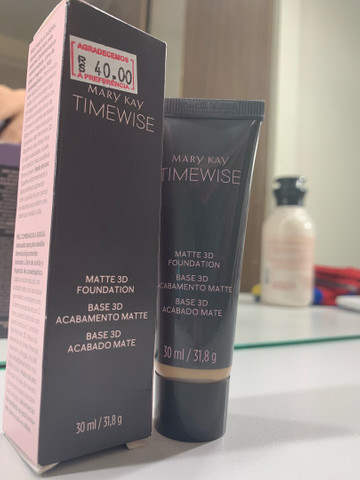 AGRADECEMOS
R$ 40.00
A PREFERÊNCIA
MARY KAY
TIMEWISE
MATTE 3D
FOUNDATION
BASE 3D
ACABAMENTO MATTE
BASE 3D
ACABADO MATE
30 ml / 31,8 g
MARY KAY
TIMEWISE
MATTE 3D
FOUNDATION
BASE 3D
ACABAMENTO MATTE
BASE 3D
ACABADO MATE
30 ml / 31,8 g